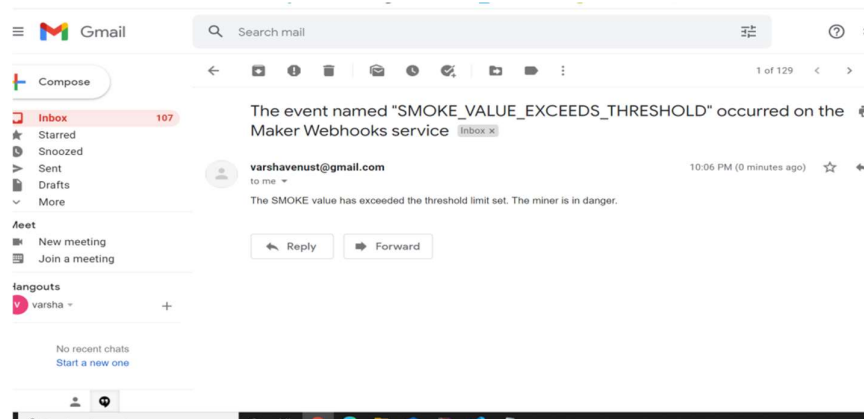 Gmail
Search mail
Compose
1 of 129
Inbox 107
Starred
Snoozed
Sent
Drafts
More
Meet
New meeting
Join a meeting
Hangouts
V varsha
No recent chats
Start a new one
The event named "SMOKE_VALUE_EXCEEDS_THRESHOLD" occurred on the
Maker Webhooks service Inbox x
varshavenust@gmail.com 10:06 PM (0 minutes ago)
to me
The SMOKE value has exceeded the threshold limit set. The miner is in danger.
Reply Forward